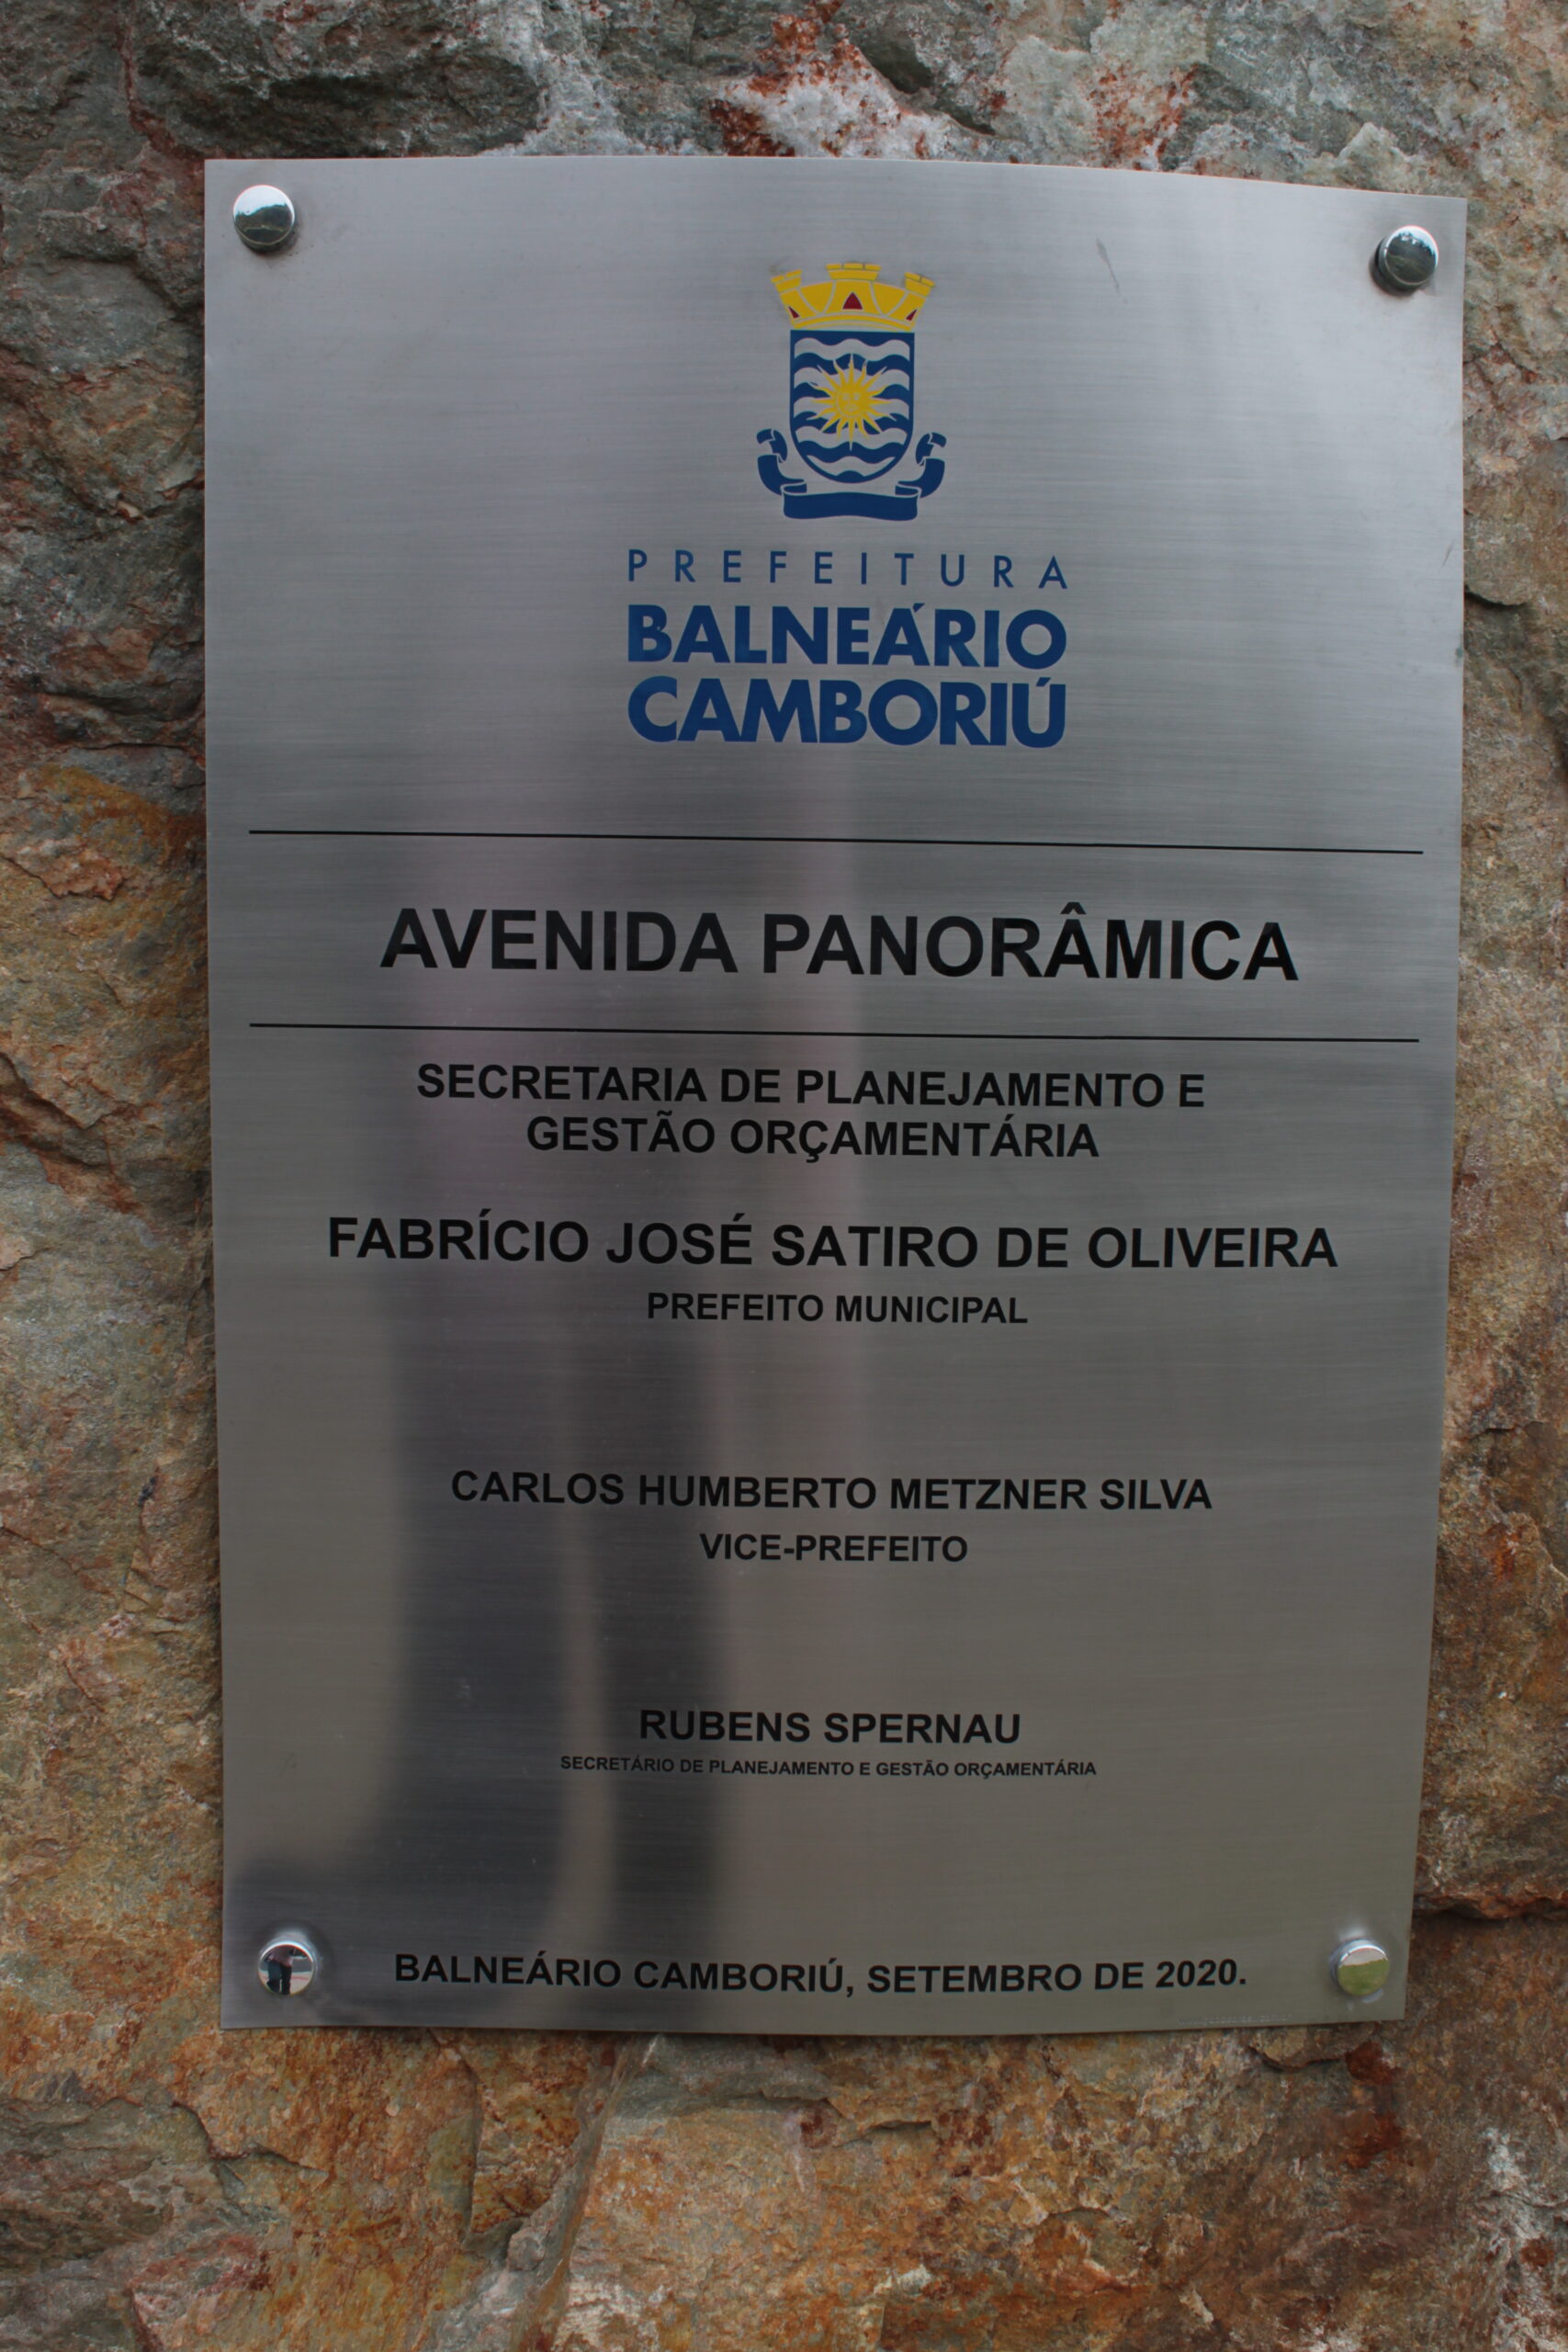 PREFEITURA
BALNEÁRIO
CAMBORIÚ
AVENIDA PANORÂMICA
SECRETARIA DE PLANEJAMENTO E
GESTÃO ORÇAMENTÁRIA
FABRÍCIO JOSÉ SATIRO DE OLIVEIRA
PREFEITO MUNICIPAL
CARLOS HUMBERTO METZNER SILVA
VICE-PREFEITO
RUBENS SPERNAU
SECRETÁRIO DE PLANEJAMENTO E GESTÃO ORÇAMENTÁRIA
BALNEÁRIO CAMBORIÚ, SETEMBRO DE 2020.